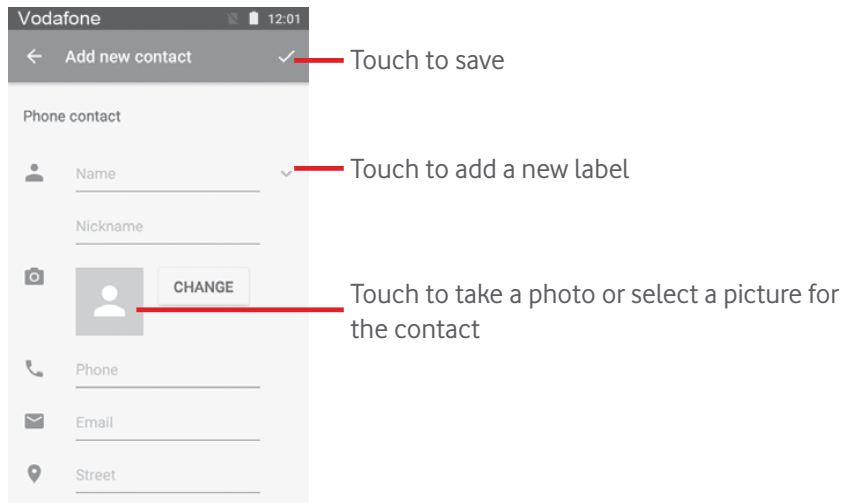 Vodafone 12:01
Add new contact
Touch to save
Phone contact
Name
Touch to add a new label
Nickname
CHANGE
Touch to take a photo or select a picture for
the contact
Phone
Email
Street